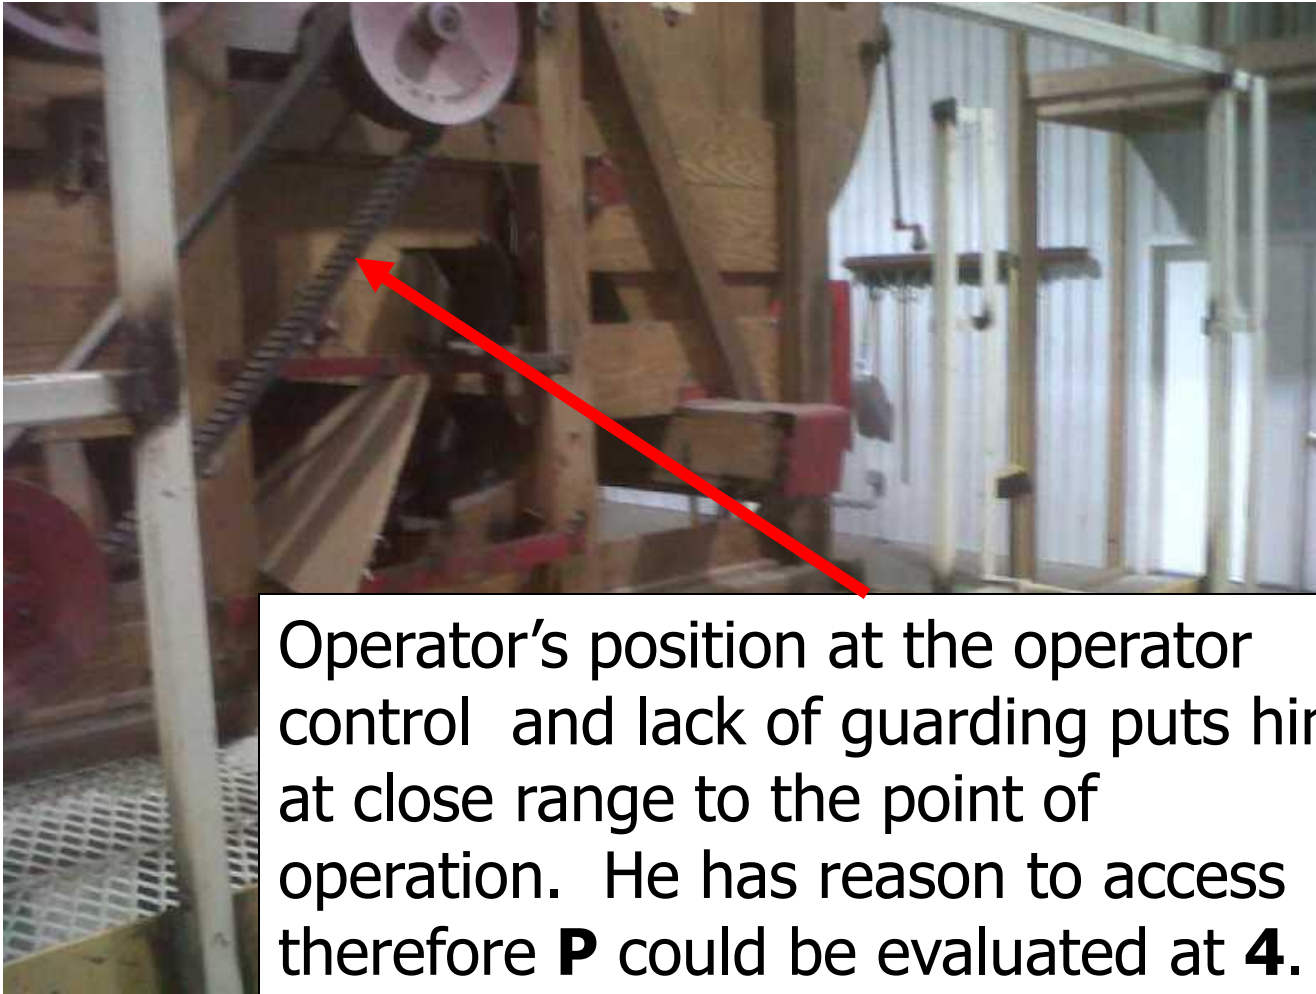 Operator’s position at the operator
control  and lack of guarding puts him
at close range to the point of
operation.  He has reason to access
therefore P could be evaluated at 4.